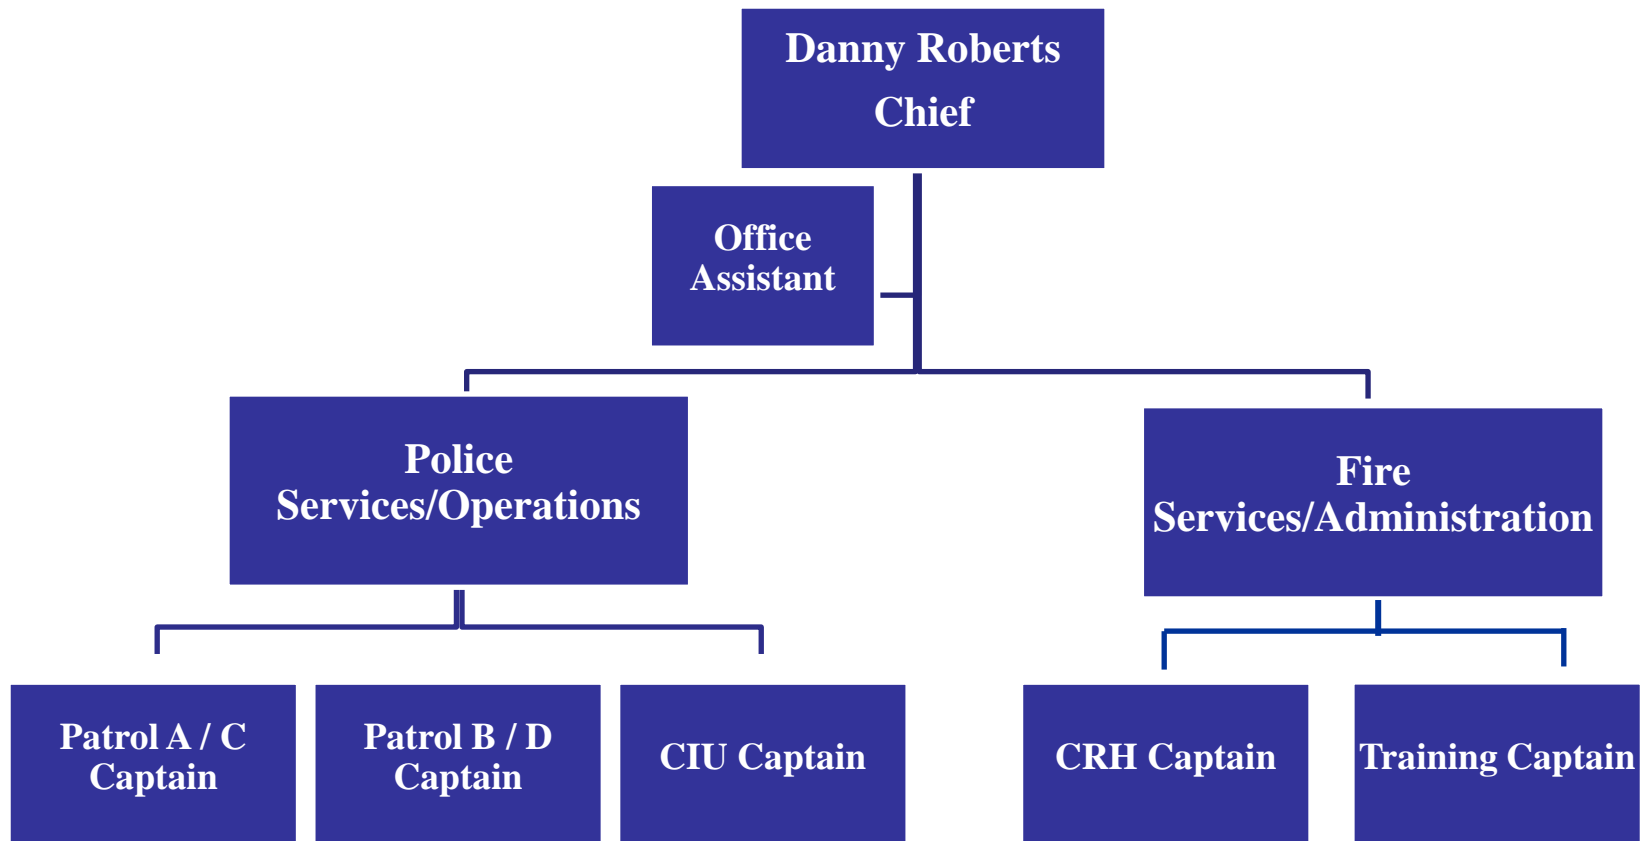 Danny Roberts
Chief
Office
Assistant
Police
Services/Operations
Fire
Services/Administration
Patrol A / C
Captain
Patrol B / D
Captain
CIU Captain
CRH Captain
Training Captain